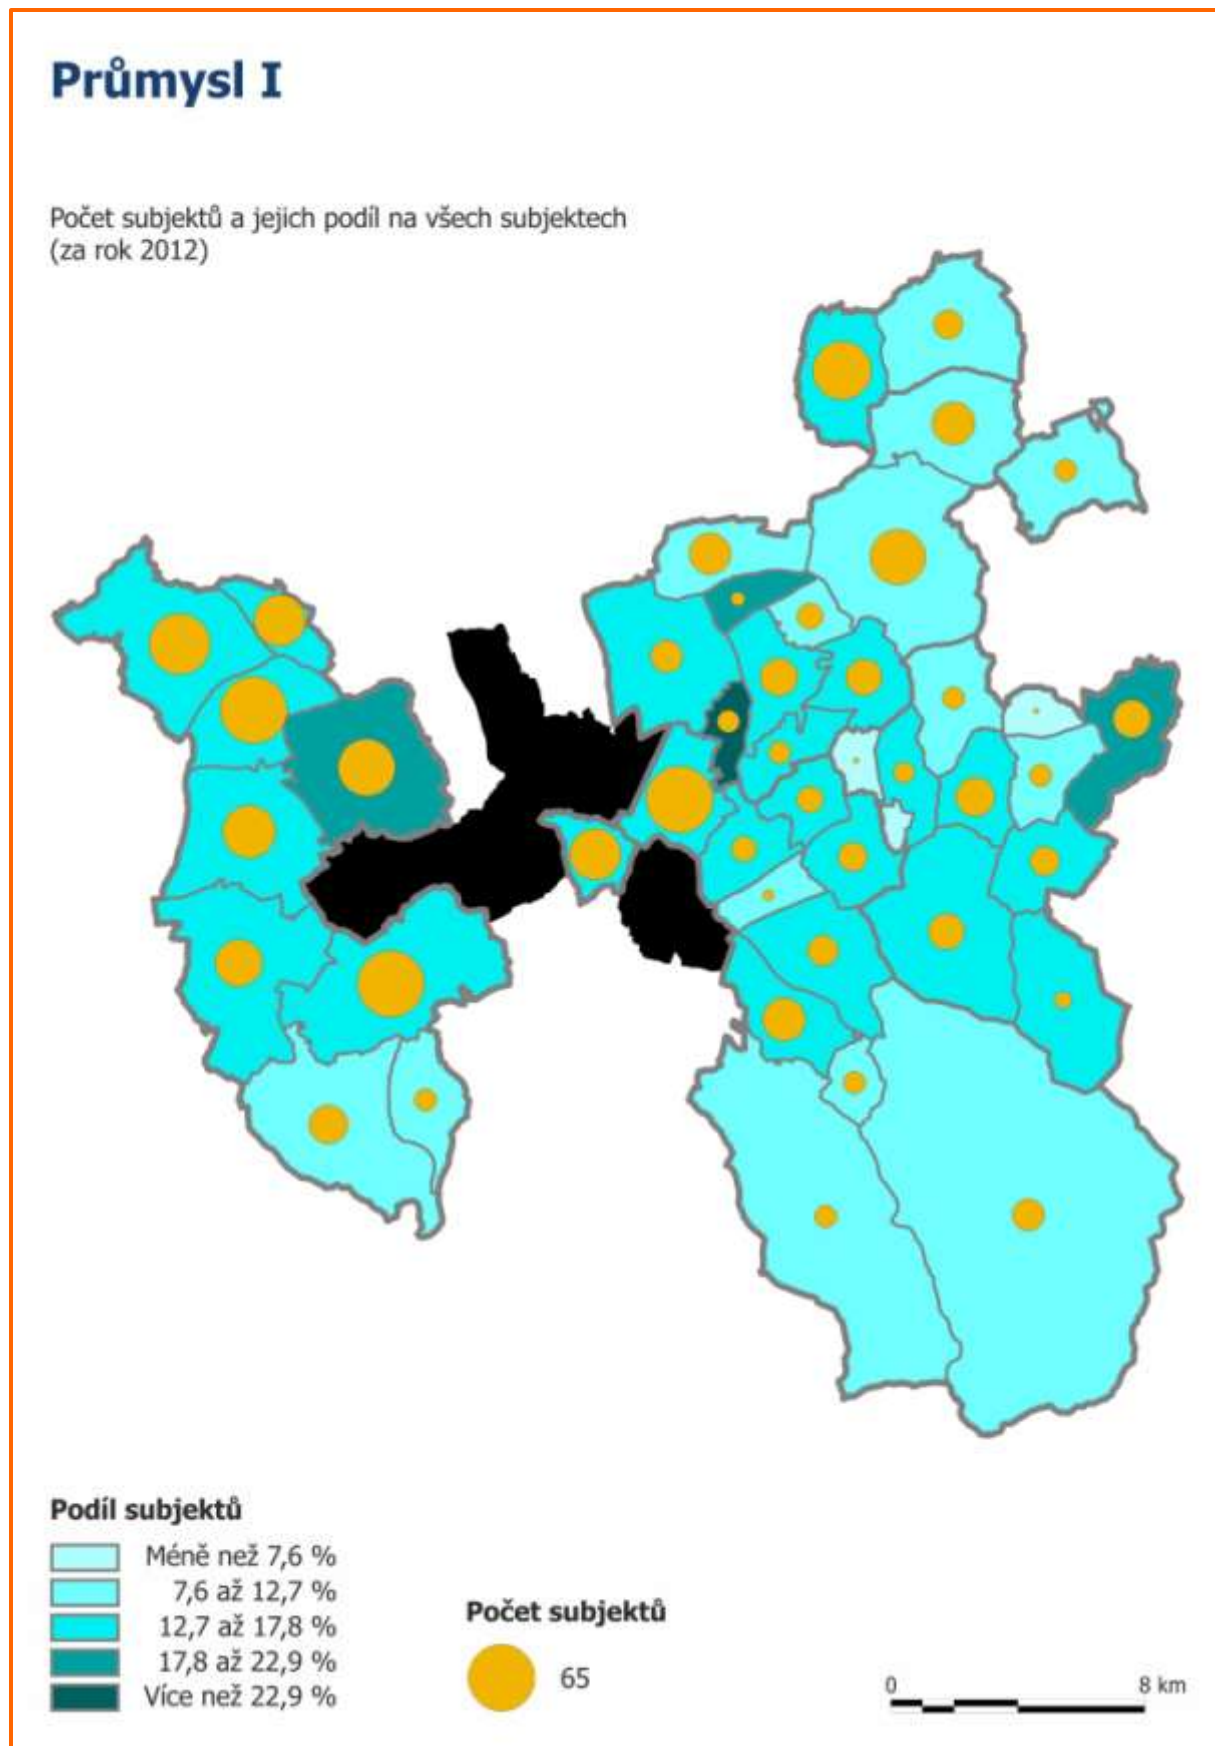 Průmysl I
Počet subjektů a jejich podíl na všech subjektech
(za rok 2012)
Podíl subjektů
Méně než 7,6 %
7,6 až 12,7 %
12,7 až 17,8 %
17,8 až 22,9 %
Více než 22,9 %
Počet subjektů
65
0 8 km